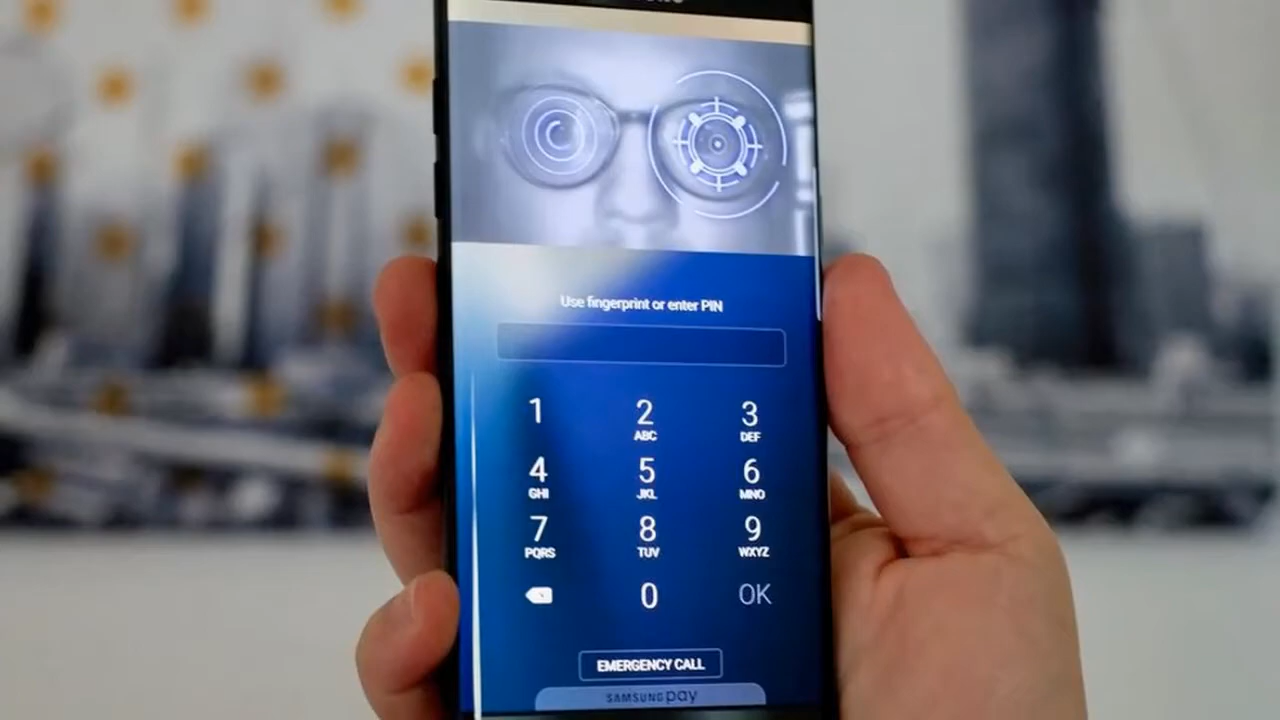 Use fingerprint or enter PIN
1 2 3
ABC DEF
4 5 6
GHI JKL MNO
7 8 9
PQRS TUV WXYZ
0 OK
EMERGENCY CALL
SAMSUNG pay